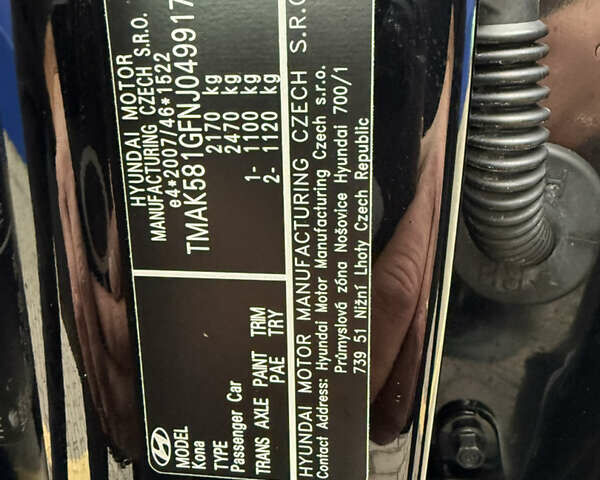 HYUNDAI MOTOR
MANUFACTURING CZECH S.R.O.
e4*2007/46*1522
TMAK581GFNJ049917
2170 kg
2470 kg
1- 1100 kg
2- 1120 kg
MODEL
Kona
TYPE
Passenger Car
TRANS AXLE PAINT TRIM
PAE TRY
HYUNDAI MOTOR MANUFACTURING CZECH S.R.O.
Contact Address: Hyundai Motor Manufacturing Czech s.r.o.
Průmyslová zóna Nošovice Hyundai 700/1
739 51 Nižní Lhoty Czech Republic